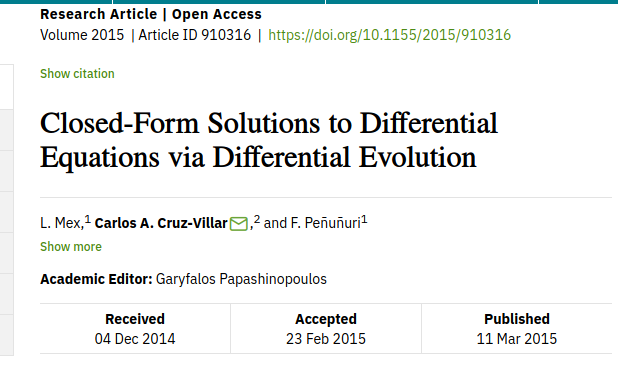 Research Article | Open Access
Volume 2015 | Article ID 910316 | https://doi.org/10.1155/2015/910316
Show citation
Closed-Form Solutions to Differential
Equations via Differential Evolution
L. Mex,1 Carlos A. Cruz-Villar ,2 and F. Peñuñuri1
Show more
Academic Editor: Garyfalos Papashinopoulos
Received Accepted Published
04 Dec 2014 23 Feb 2015 11 Mar 2015